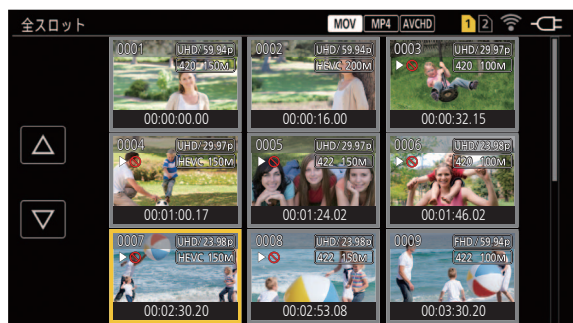 全スロット MOV MP4 AVCHD 1 2
0001 UHD/59.94p 0002 UHD/59.94p 0003 UHD/29.97p
420 150M HEVC 200M 420 100M
00:00:00.00 00:00:16.00 00:00:32.15
0004 UHD/29.97p 0005 UHD/29.97p 0006 UHD/23.98p
HEVC 150M 422 150M 420 100M
00:01:00.17 00:01:24.02 00:01:46.02
0007 UHD/23.98p 0008 UHD/23.98p 0009 FHD/59.94p
HEVC 150M 422 150M 422 100M
00:02:30.20 00:02:53.08 00:03:30.20